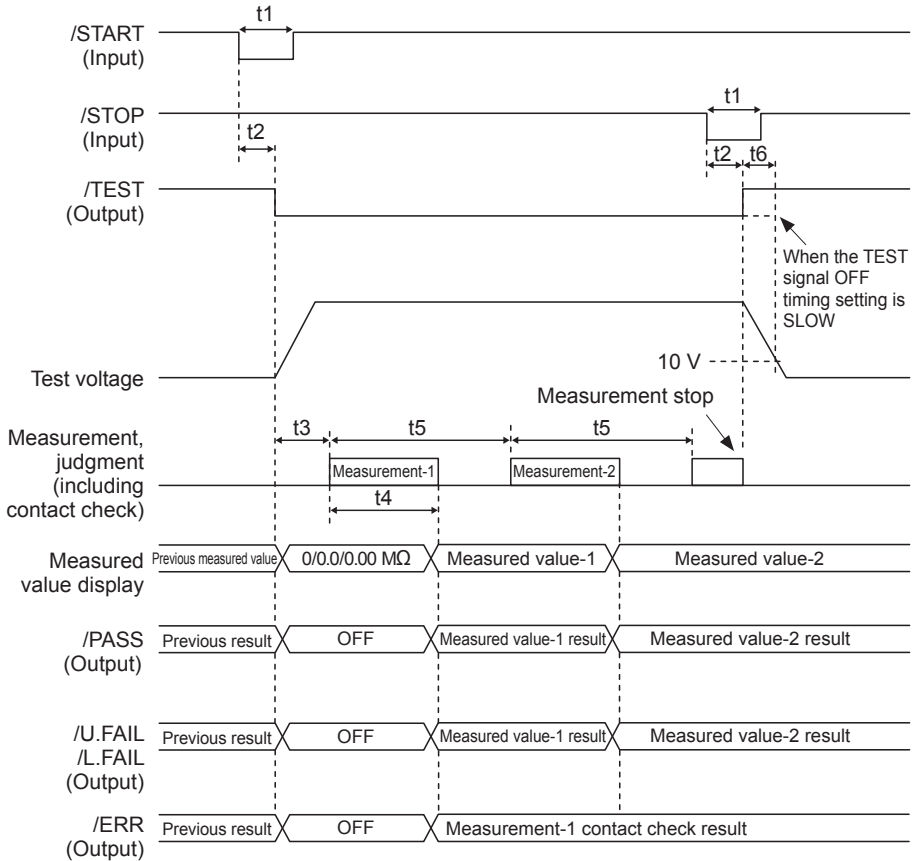 t1
/START
(Input)
t1
/STOP
(Input)
t2
t2
t6
/TEST
(Output)
When the TEST
signal OFF
timing setting is
SLOW
10 V
Test voltage
Measurement stop
t3
t5
t5
Measurement,
judgment
(including
contact check)
Measurement-1
Measurement-2
t4
Measured
value display
Previous measured value
0/0.0/0.00 MΩ
Measured value-1
Measured value-2
/PASS
(Output)
Previous result
OFF
Measured value-1 result
Measured value-2 result
/U.FAIL
/L.FAIL
(Output)
Previous result
OFF
Measured value-1 result
Measured value-2 result
/ERR
(Output)
Previous result
OFF
Measurement-1 contact check result